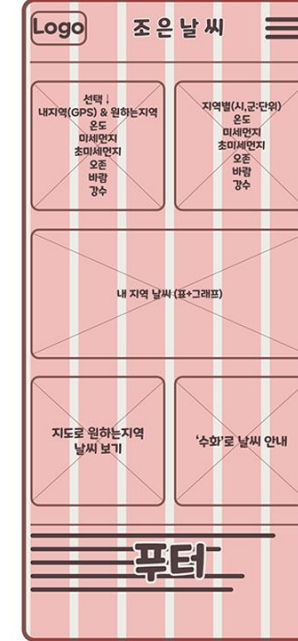 Logo
조은날씨
선택↓
내지역(GPS) & 원하는지역
온도
미세먼지
초미세먼지
오존
바람
강수
지역별(시,군:단위)
온도
미세먼지
초미세먼지
오존
바람
강수
내 지역 날씨 (표+그래프)
지도로 원하는지역
날씨 보기
'수화'로 날씨 안내
푸터